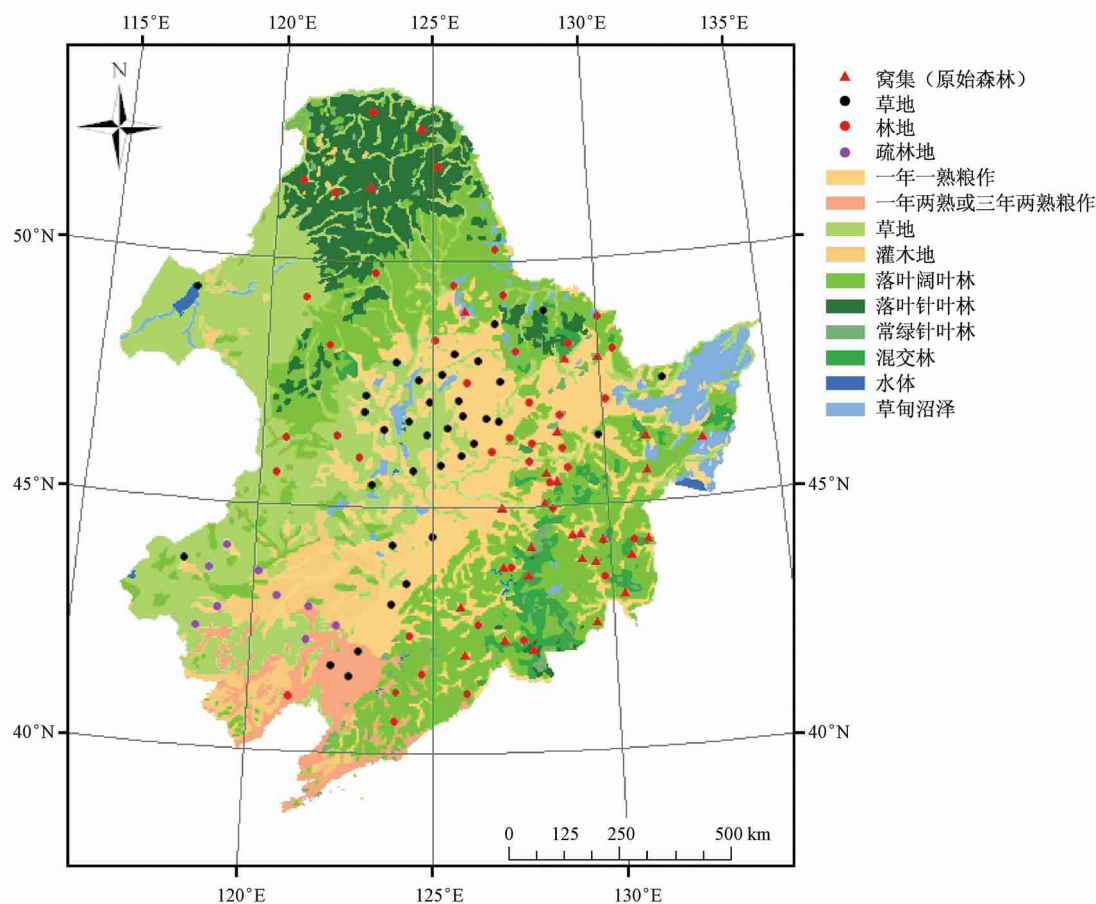 115°E 120°E 125°E 130°E 135°E
N
窝集（原始森林）
草地
林地
疏林地
一年一熟粮作
一年两熟或三年两熟粮作
草地
灌木地
落叶阔叶林
落叶针叶林
常绿针叶林
混交林
水体
草甸沼泽
50°N 50°N
45°N 45°N
40°N 40°N
0 125 250 500 km
120°E 125°E 130°E